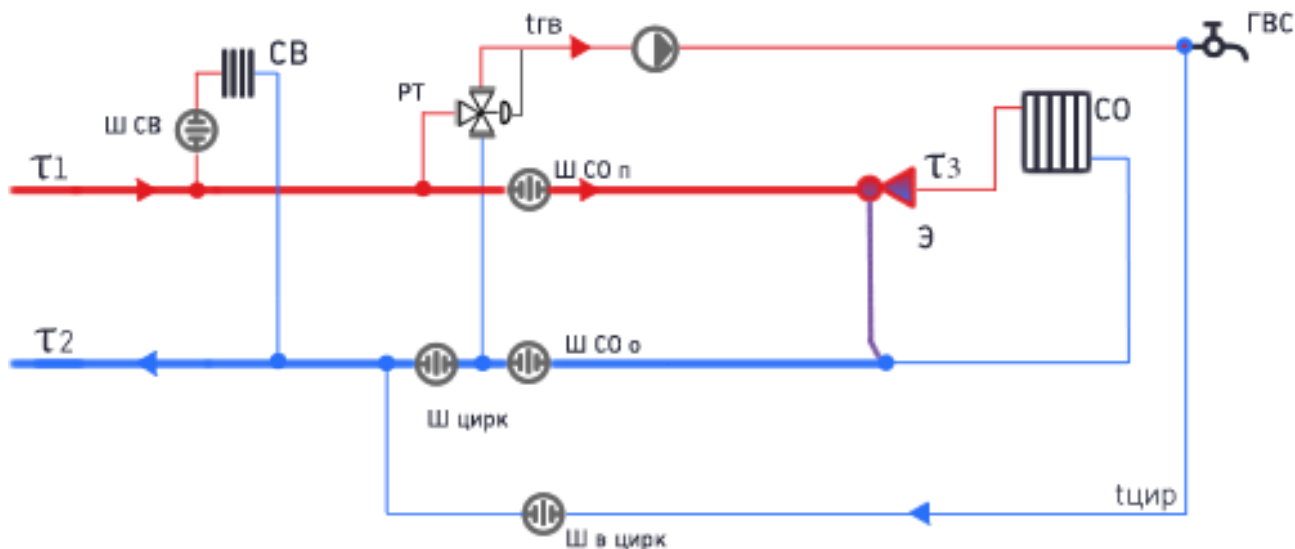 tгв
ГВС
СВ
РТ
Ш СВ
СО
τ1
Ш СО п
τ3
Э
τ2
Ш СО о
Ш цирк
tцир
Ш в цирк